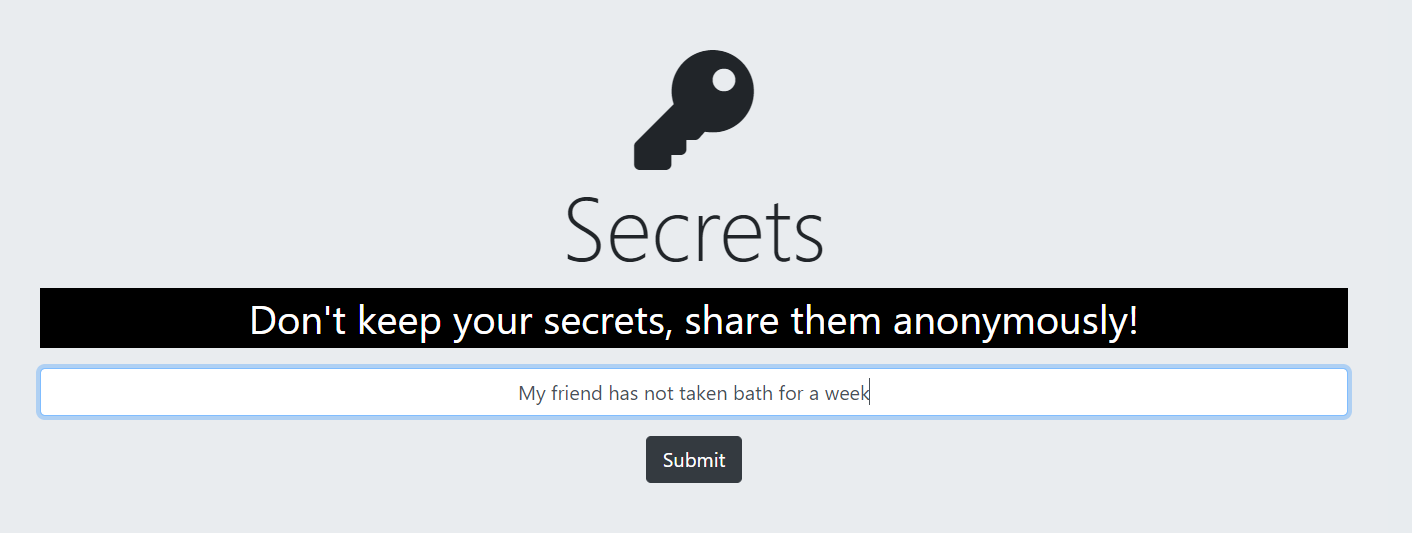 Secrets
Don't keep your secrets, share them anonymously!
My friend has not taken bath for a week
Submit